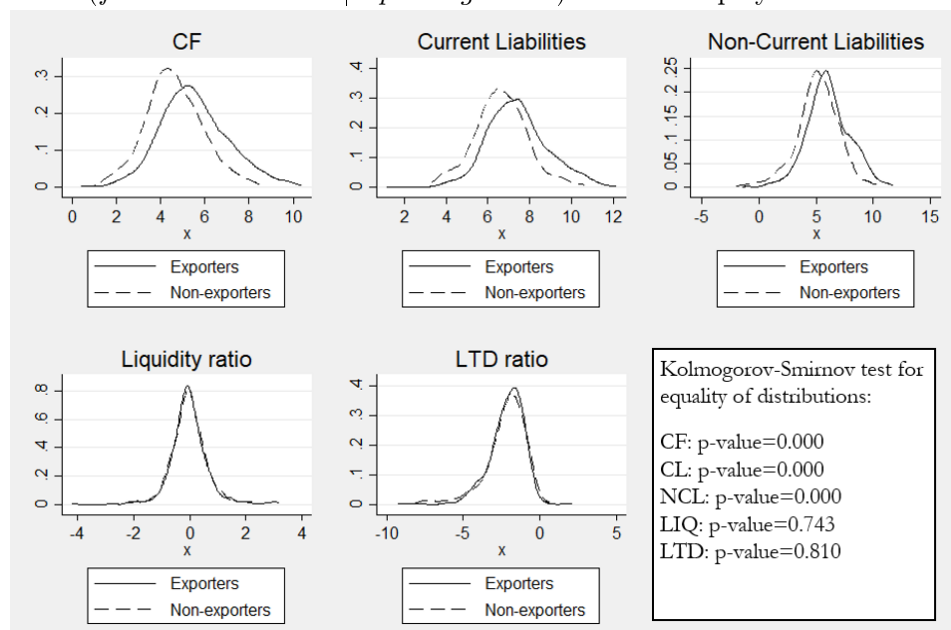 CF
Current Liabilities
Non-Current Liabilities
0 .1 .2 .3
0 2 4 6 8 10
x
0 .1 .2 .3 .4
2 4 6 8 10 12
x
0 .05 .1 .15 .2 .25
-5 0 5 10 15
x
Exporters
Non-exporters
Exporters
Non-exporters
Exporters
Non-exporters
Liquidity ratio
LTD ratio
0 .2 .4 .6 .8
-4 -2 0 2 4
x
0 .1 .2 .3 .4
-10 -5 0 5
x
Exporters
Non-exporters
Exporters
Non-exporters
Kolmogorov-Smirnov test for
equality of distributions:
CF: p-value=0.000
CL: p-value=0.000
NCL: p-value=0.000
LIQ: p-value=0.743
LTD: p-value=0.810